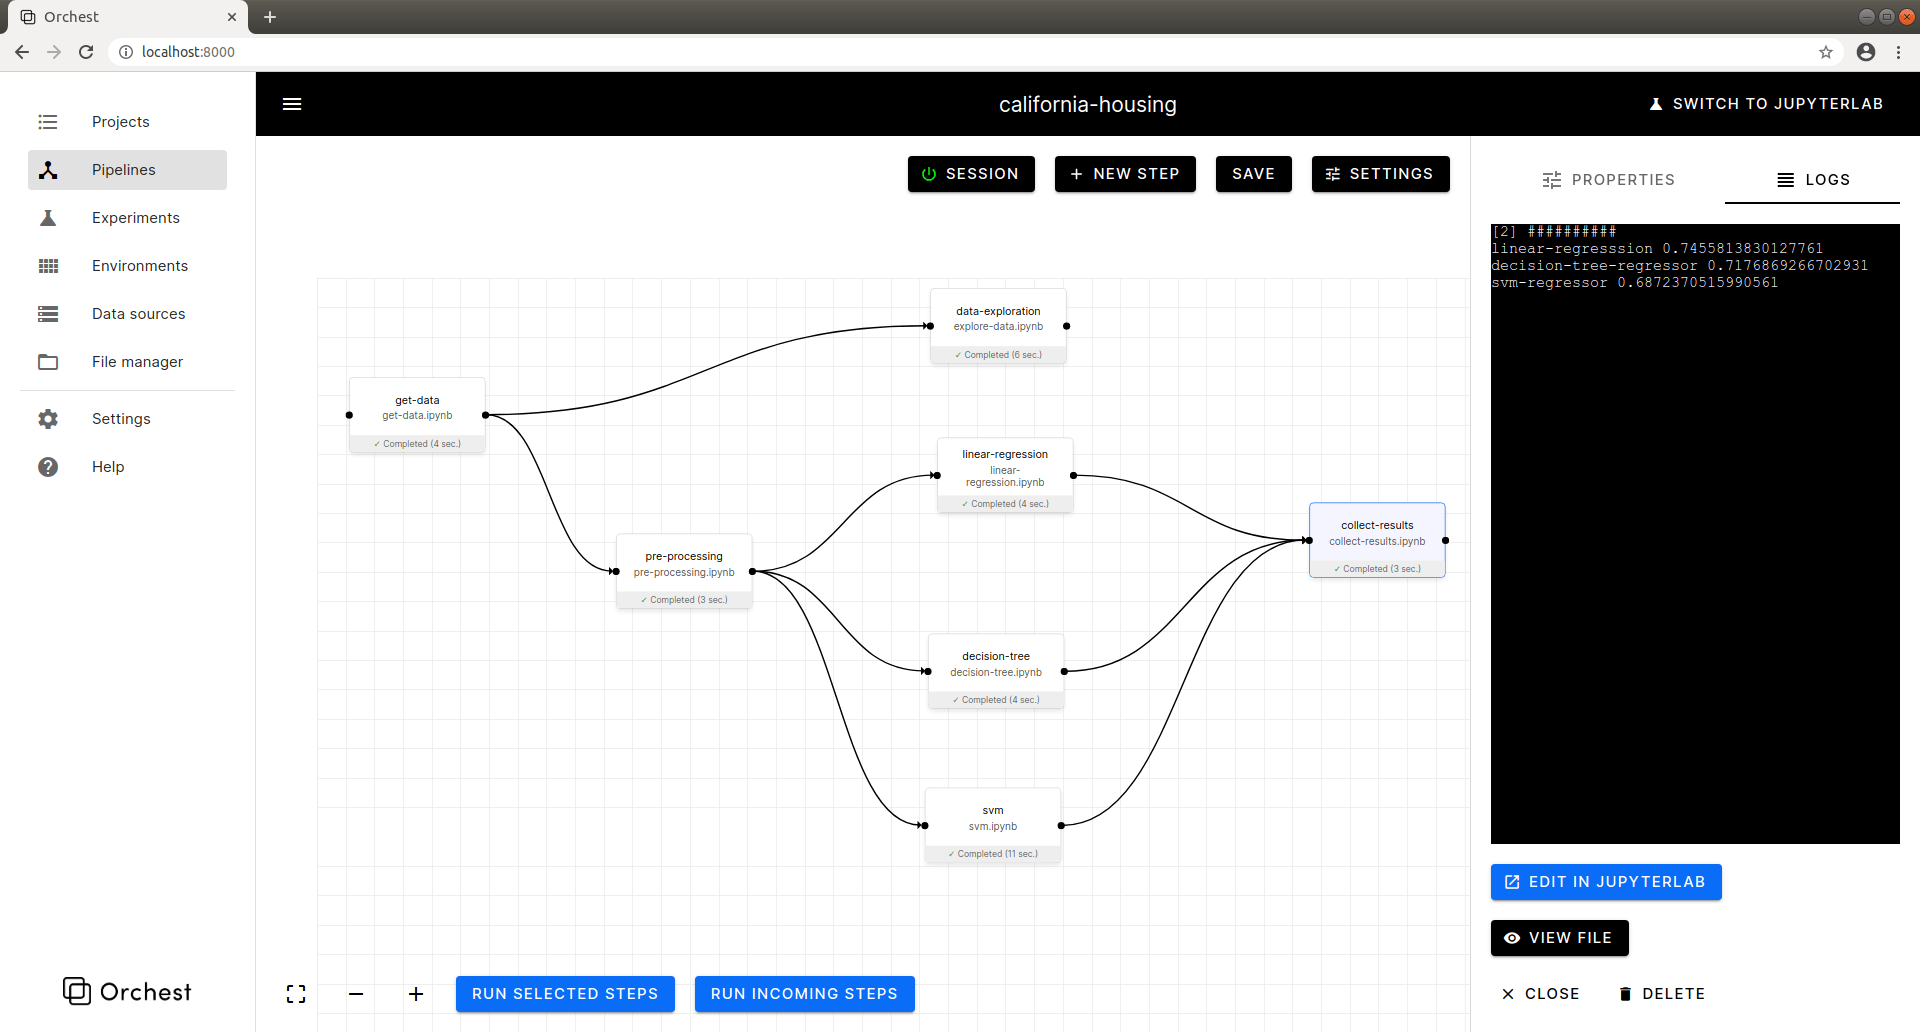 Orchest
localhost:8000
Projects
Pipelines
Experiments
Environments
Data sources
File manager
Settings
Help
Orchest
california-housing
SWITCH TO JUPYTERLAB
SESSION
NEW STEP
SAVE
SETTINGS
data-exploration
explore-data.ipynb
✓ Completed (6 sec.)
get-data
get-data.ipynb
✓ Completed (4 sec.)
linear-regression
linear-
regression.ipynb
✓ Completed (4 sec.)
collect-results
collect-results.ipynb
✓ Completed (3 sec.)
pre-processing
pre-processing.ipynb
✓ Completed (3 sec.)
decision-tree
decision-tree.ipynb
✓ Completed (4 sec.)
svm
svm.ipynb
✓ Completed (11 sec.)
RUN SELECTED STEPS
RUN INCOMING STEPS
PROPERTIES
LOGS
[2] ##########
linear-regresssion 0.7455813830127761
decision-tree-regressor 0.7176869266702931
svm-regressor 0.6872370515990561
EDIT IN JUPYTERLAB
VIEW FILE
CLOSE
DELETE